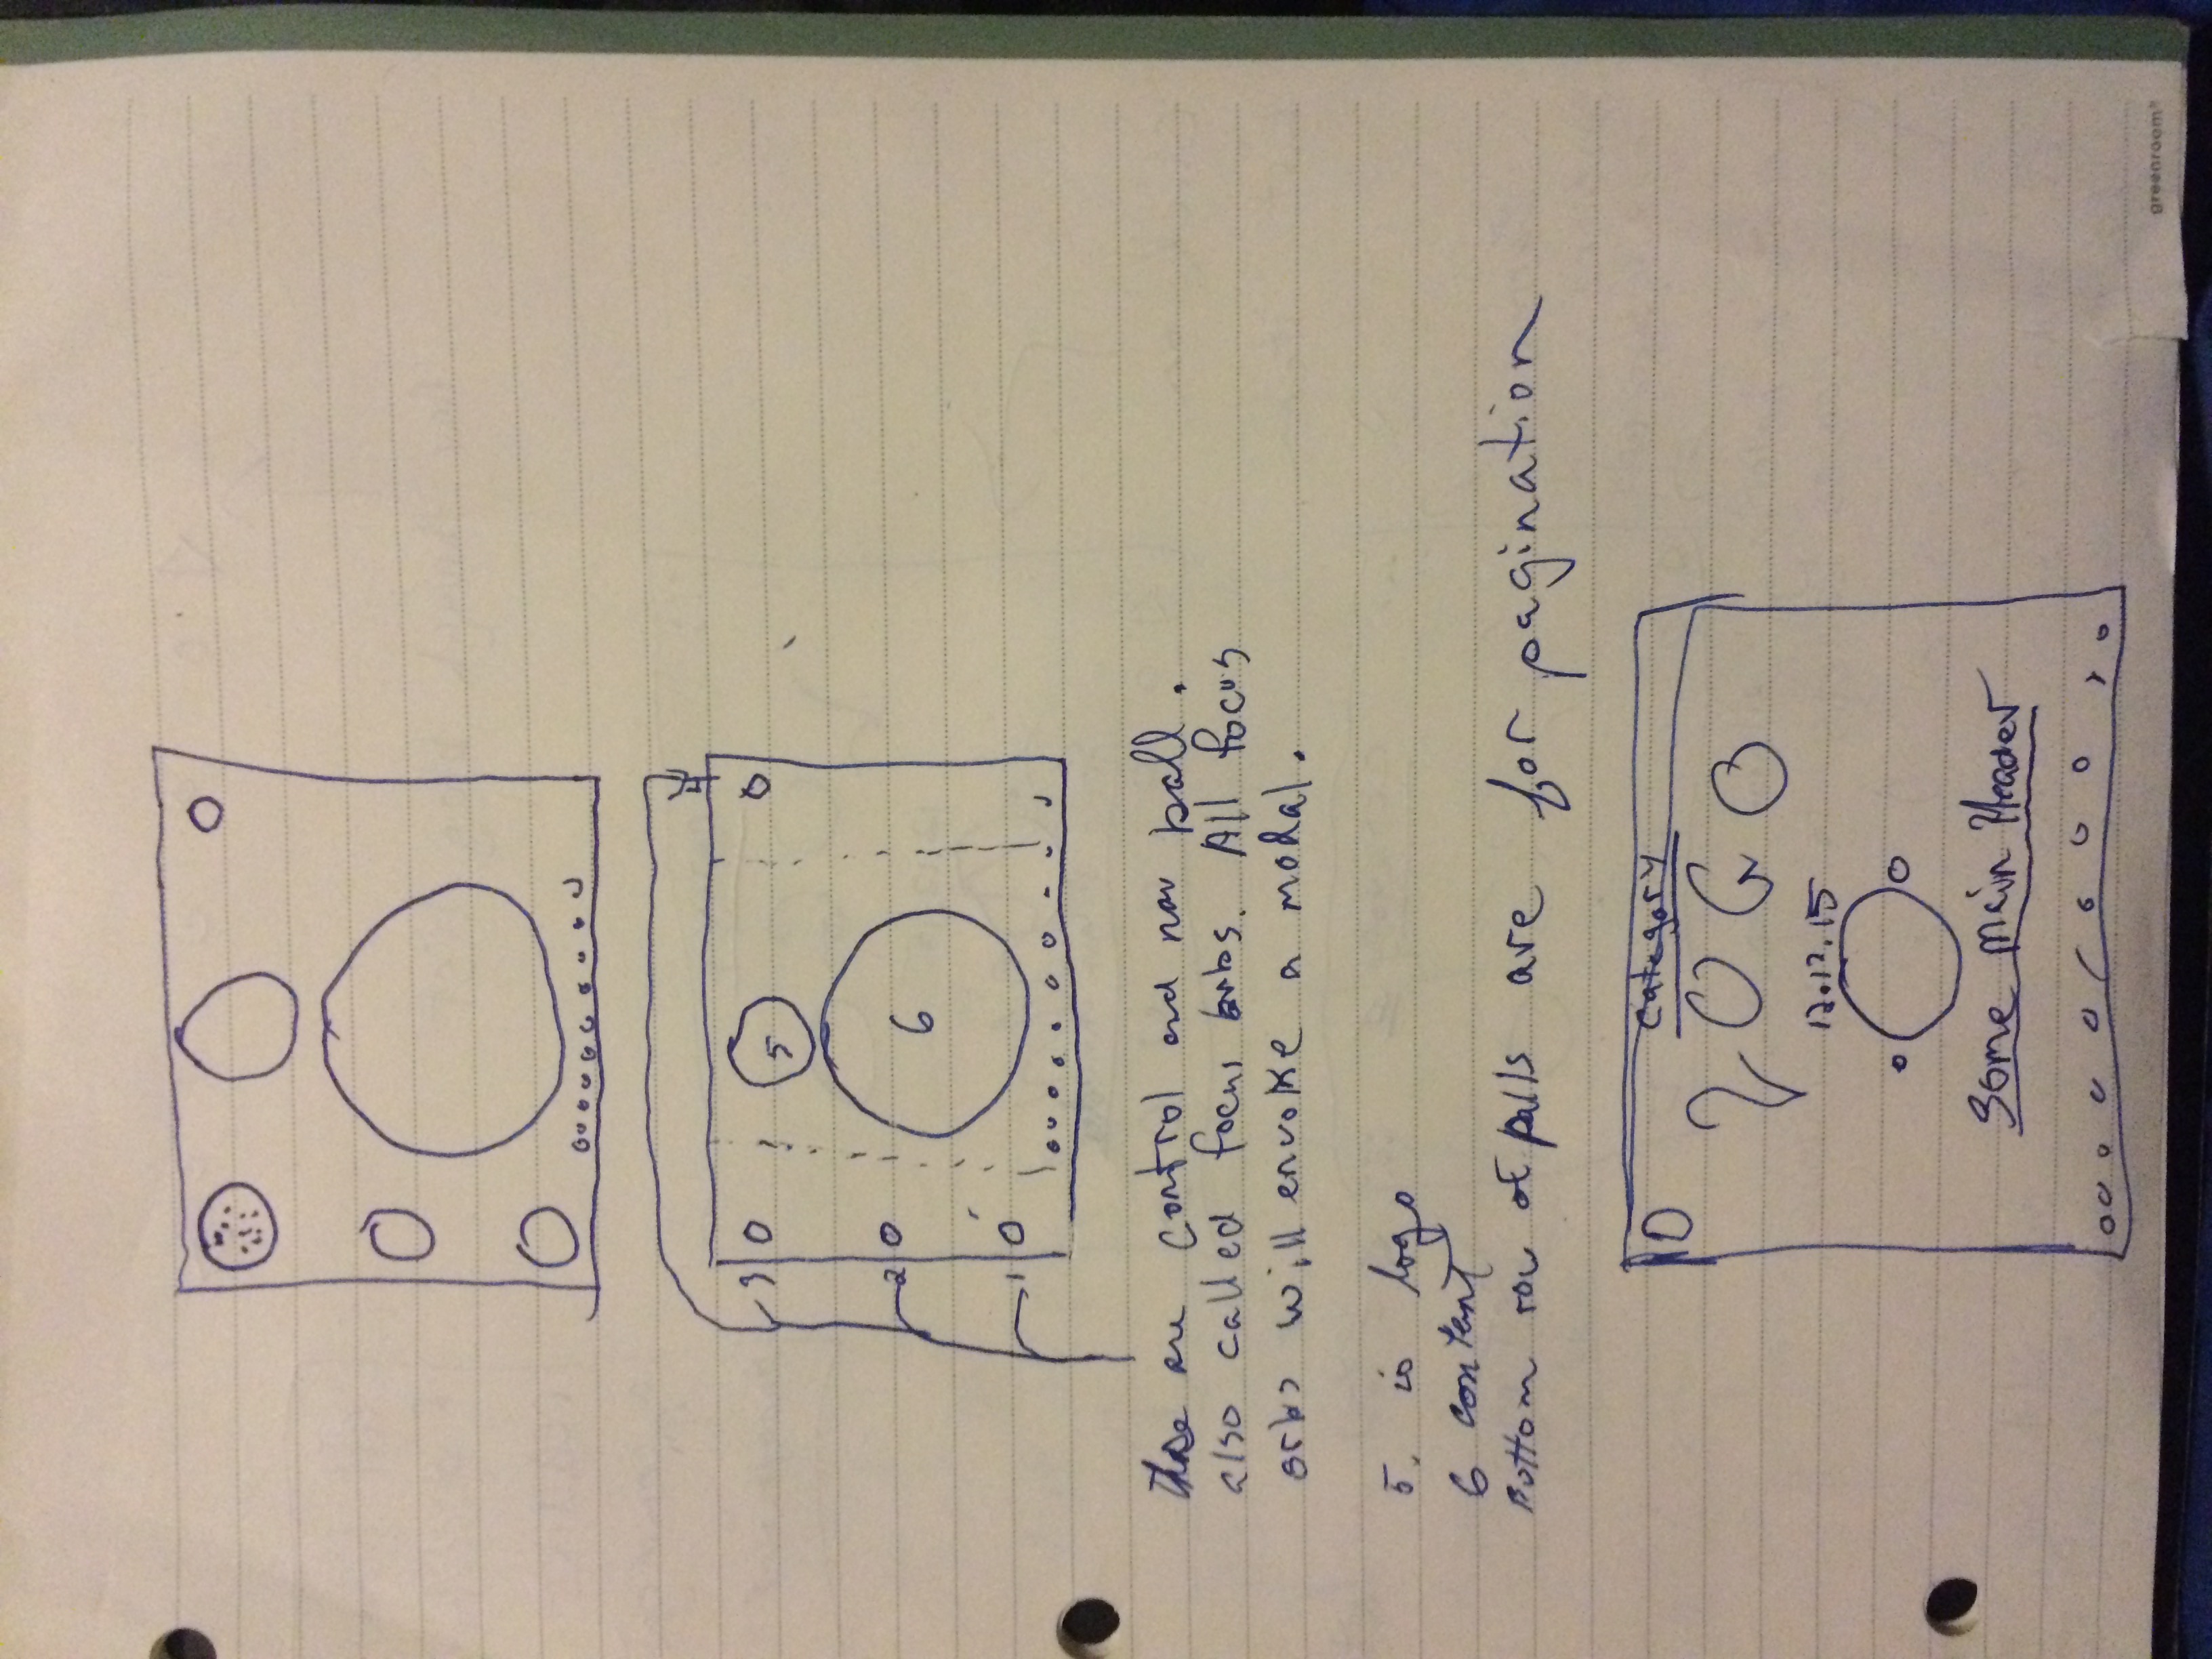 3
4
5
2
6
1
those are control and nav ball.
also called focus orbs. All focus
orbs will envoke a modal.
5. is logo
6 content
Bottom row of balls are for pagination
Category
LOGO
12.12.15
Some Main Header
greenroom